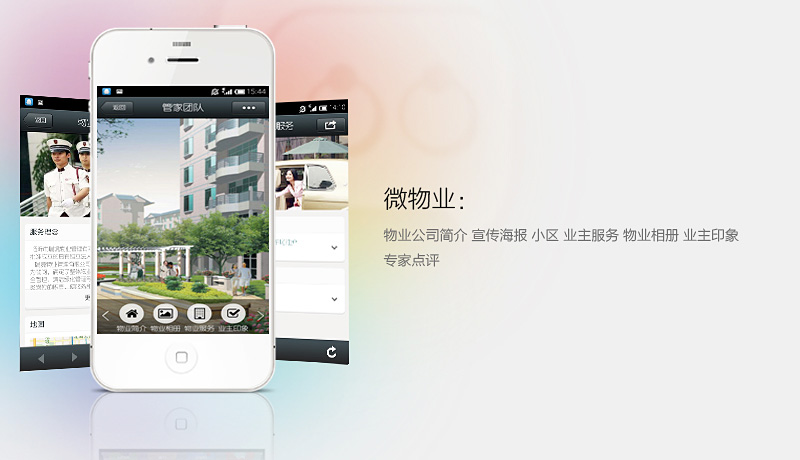 15:44
返回
管家团队
14:10
返回
服务
服务理念
地图
物业简介 物业相册 物业服务 业主印象
微物业：
物业公司简介 宣传海报 小区 业主服务 物业相册 业主印象
专家点评